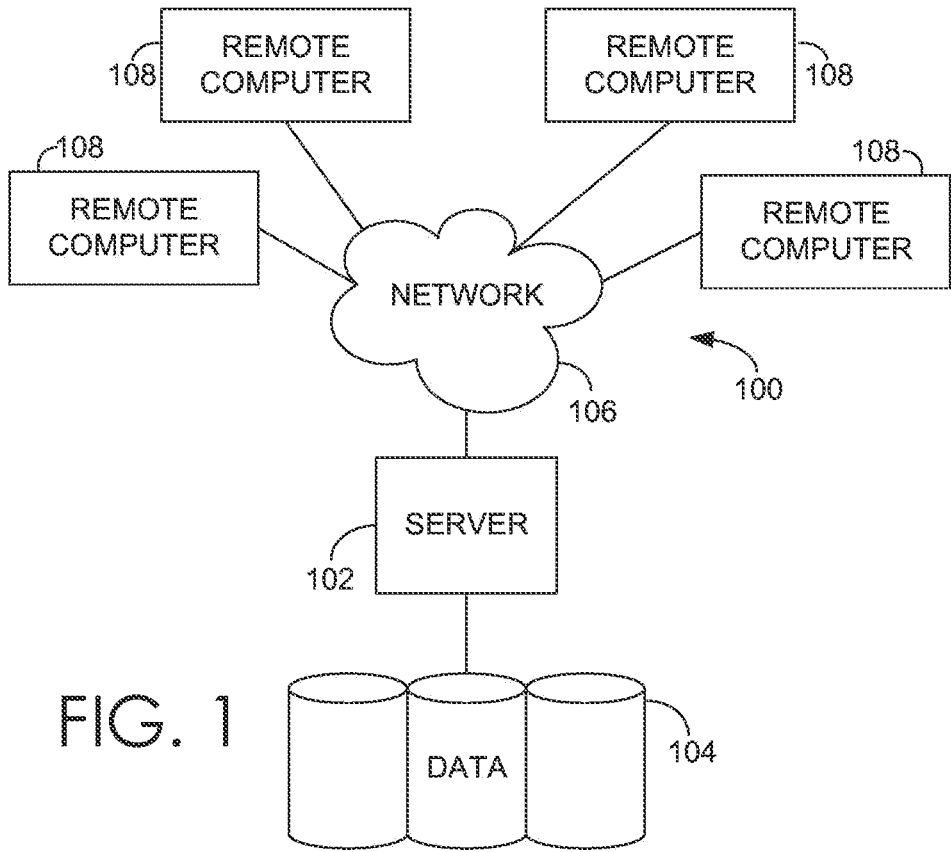 108
REMOTE
COMPUTER
REMOTE
COMPUTER
108
108
REMOTE
COMPUTER
108
REMOTE
COMPUTER
NETWORK
100
106
SERVER
102
FIG. 1
DATA
104